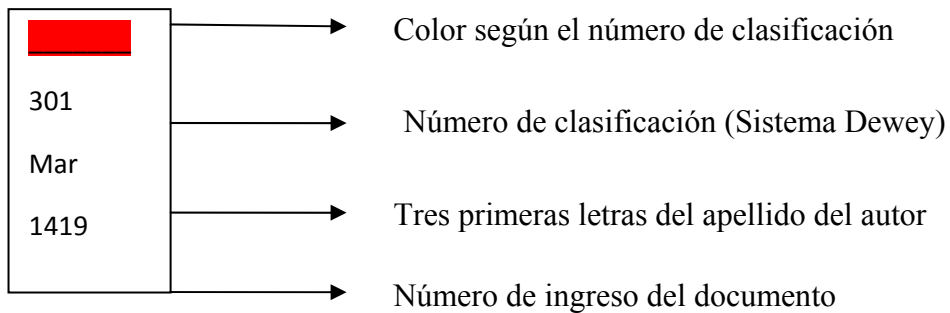 Color según el número de clasificación
301
Número de clasificación (Sistema Dewey)
Mar
Tres primeras letras del apellido del autor
1419
Número de ingreso del documento